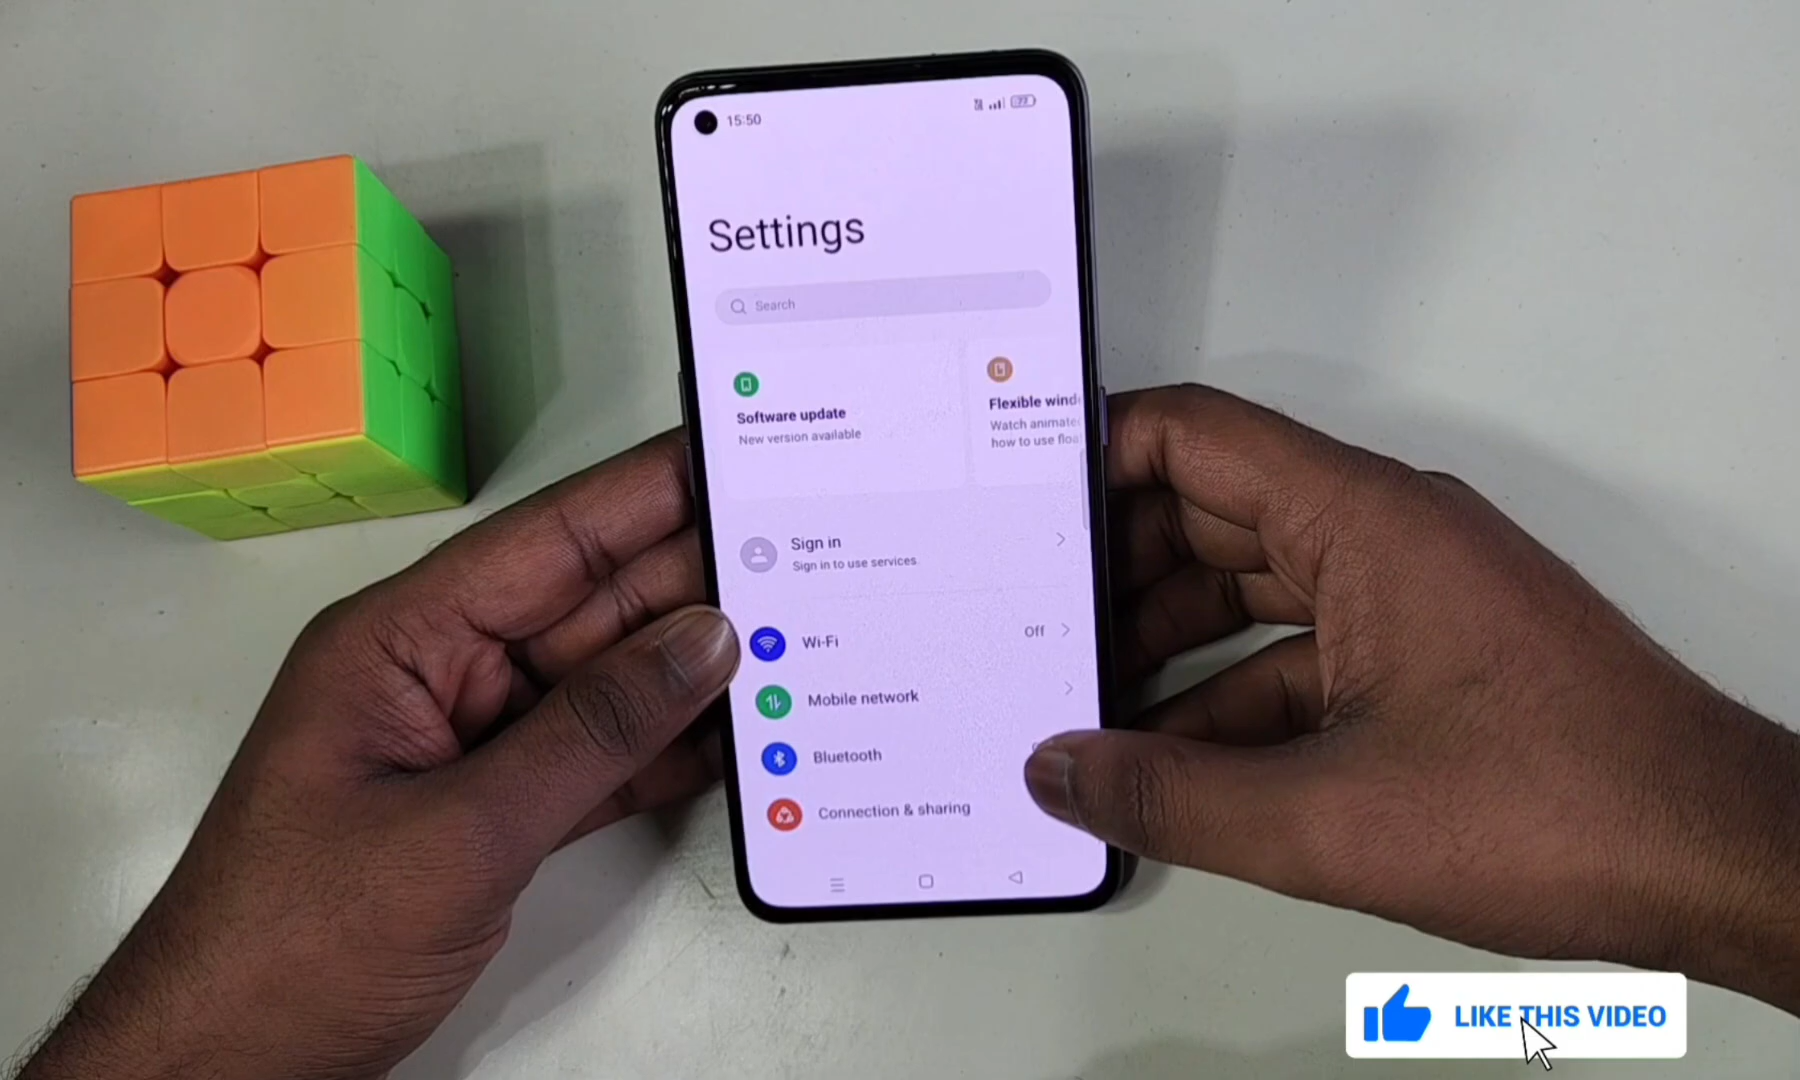 15:50
77
Settings
Search
Software update
New version available
Flexible wind
Watch animate
how to use floa
Sign in
Sign in to use services
Wi-Fi
Off
Mobile network
Bluetooth
Connection & sharing
LIKE THIS VIDEO